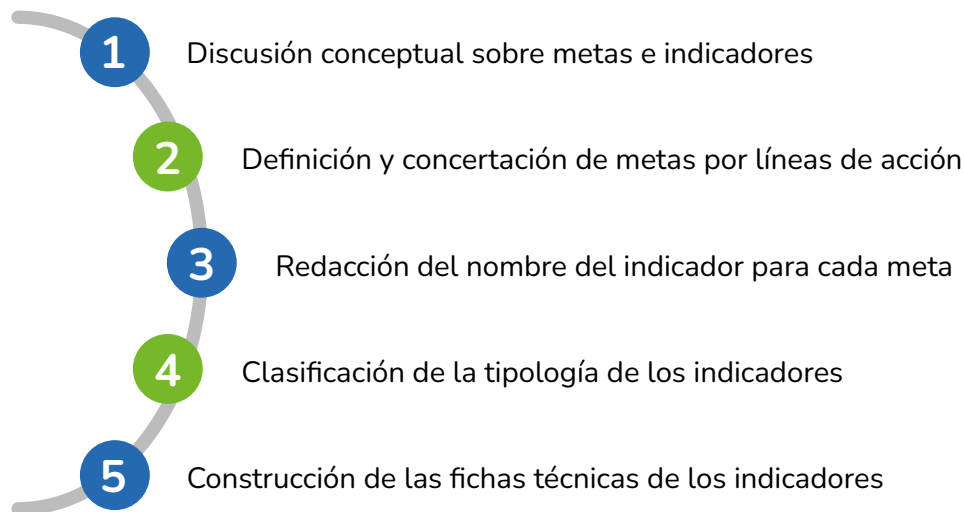 1 Discusión conceptual sobre metas e indicadores
2 Definición y concertación de metas por líneas de acción
3 Redacción del nombre del indicador para cada meta
4 Clasificación de la tipología de los indicadores
5 Construcción de las fichas técnicas de los indicadores